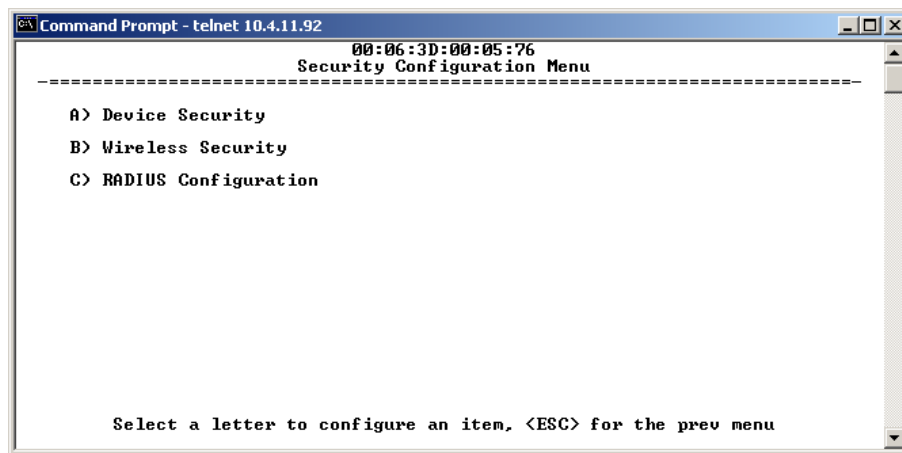 Command Prompt - telnet 10.4.11.92
00:06:3D:00:05:76
Security Configuration Menu
-==========================================================================-
A) Device Security
B) Wireless Security
C) RADIUS Configuration
Select a letter to configure an item, <ESC> for the prev menu